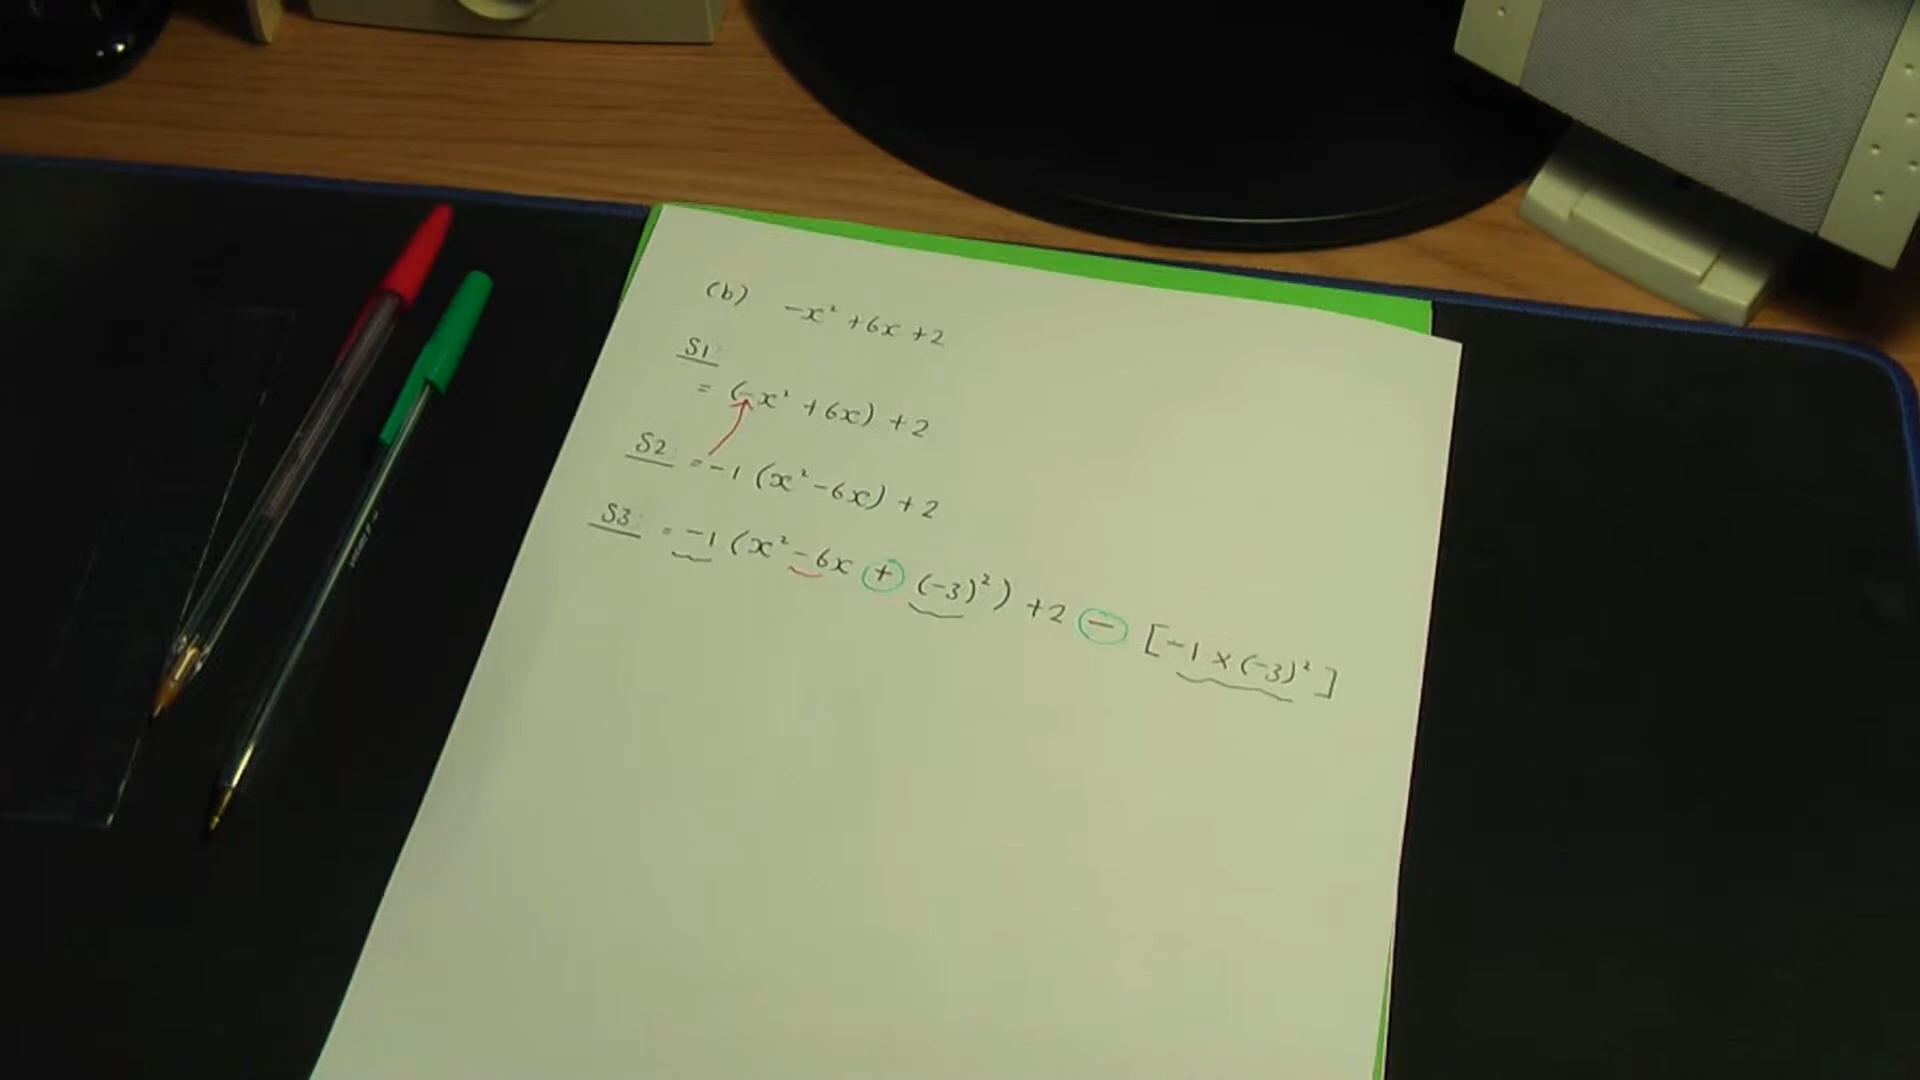 (b) -x² +6x +2
S1:
= (-x² +6x) +2
S2: = -1 (x² -6x) +2
S3: = -1 (x² -6x + (-3)²) +2 - [-1 × (-3)²]